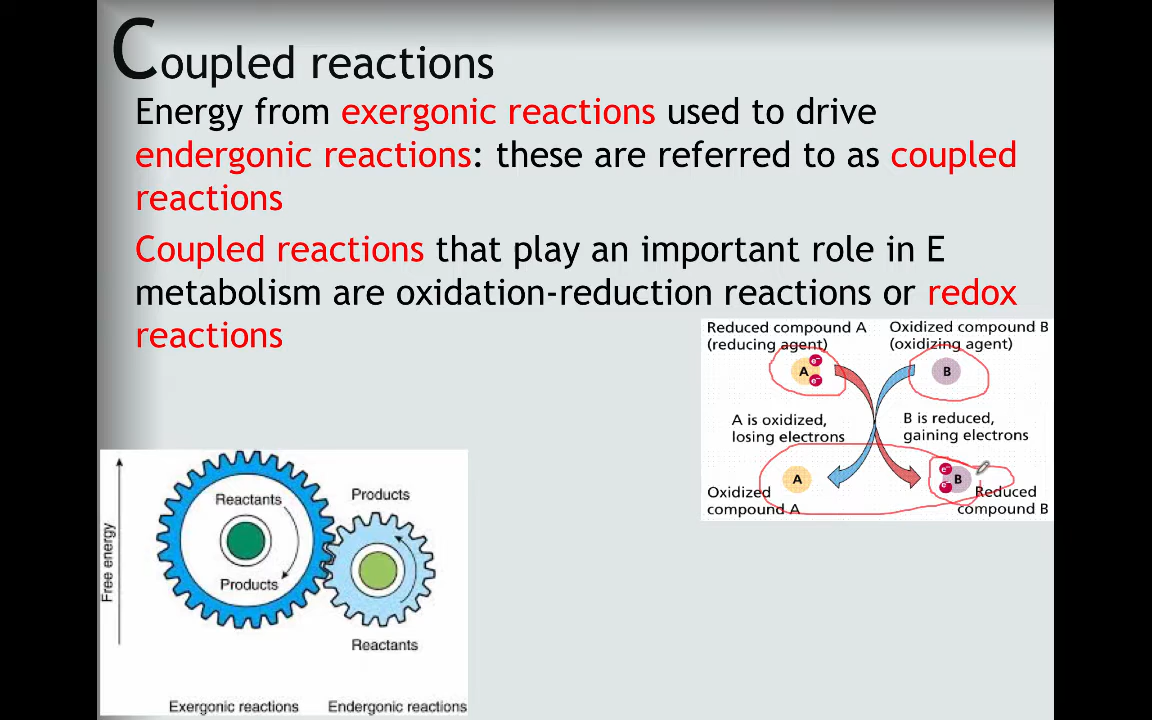 Coupled reactions
Energy from exergonic reactions used to drive
endergonic reactions: these are referred to as coupled
reactions
Coupled reactions that play an important role in E
metabolism are oxidation-reduction reactions or redox
reactions
Reduced compound A
(reducing agent)
Oxidized compound B
(oxidizing agent)
e-
A
e-
B
A is oxidized,
losing electrons
B is reduced,
gaining electrons
A
e-
B
e-
Oxidized
compound A
Reduced
compound B
Free energy
Reactants
Products
Products
Reactants
Exergonic reactions
Endergonic reactions